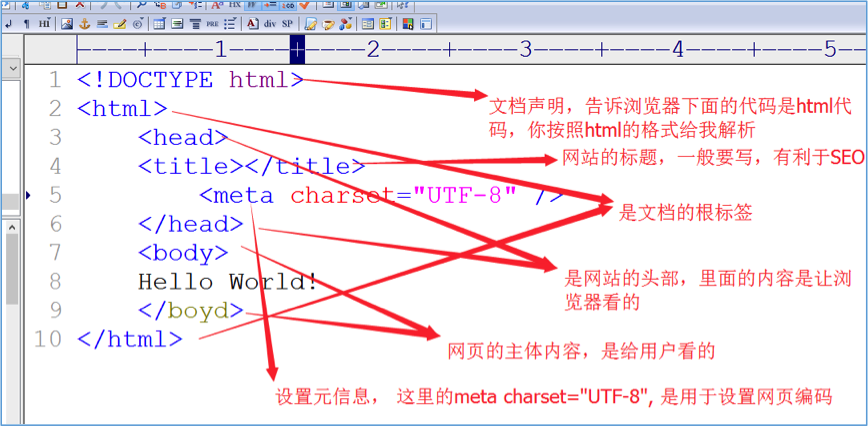 HI
PRE
div
SP
1
2
3
4
5
1 <!DOCTYPE html>
文档声明，告诉浏览器下面的代码是html代
码，你按照html的格式给我解析
2 <html>
3 <head>
4 <title></title>
网站的标题，一般要写，有利于SEO
5 <meta charset="UTF-8" />
是文档的根标签
6 </head>
7 <body>
是网站的头部，里面的内容是让浏
览器看的
8 Hello World!
9 </boyd>
10 </html>
网页的主体内容，是给用户看的
设置元信息， 这里的meta charset="UTF-8", 是用于设置网页编码